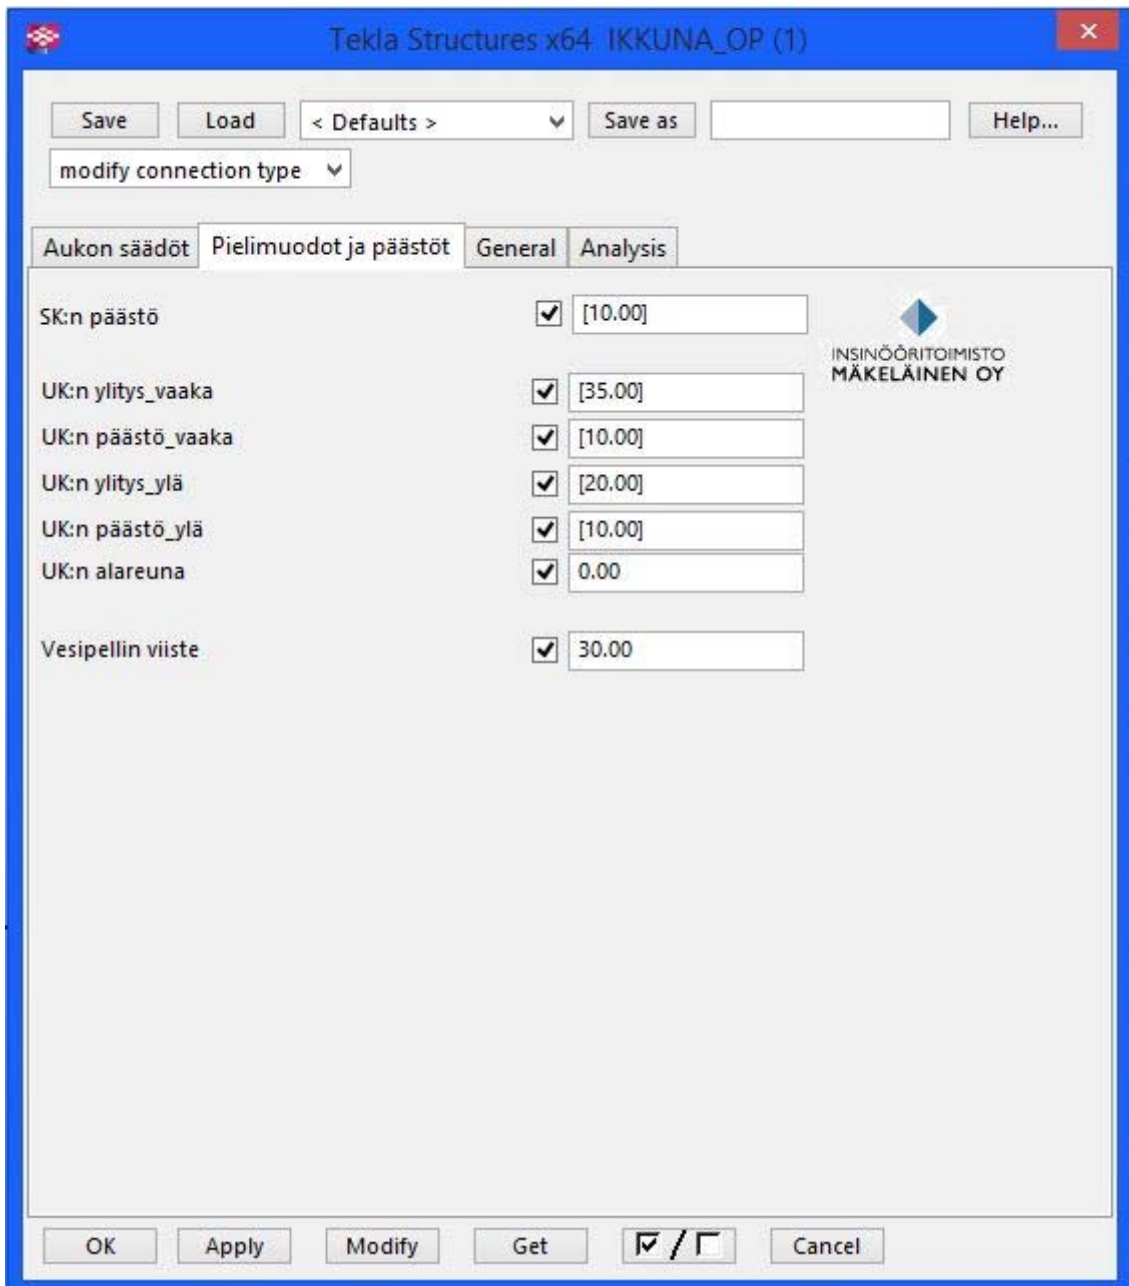 Tekla Structures x64 IKKUNA_OP (1)
Save Load < Defaults > Save as Help...
modify connection type
Aukon säädöt Pielimuodot ja päästöt General Analysis
SK:n päästö [10.00]
INSINÖÖRITOIMISTO
MÄKELÄINEN OY
UK:n ylitys_vaaka [35.00]
UK:n päästö_vaaka [10.00]
UK:n ylitys_ylä [20.00]
UK:n päästö_ylä [10.00]
UK:n alareuna 0.00
Vesipellin viiste 30.00
OK Apply Modify Get / Cancel